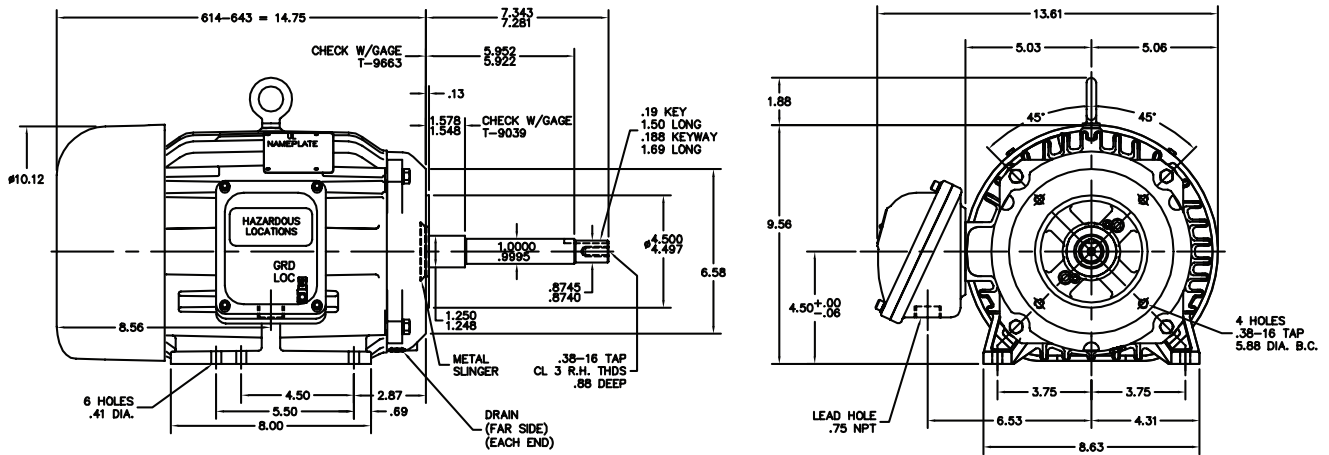 614-643 = 14.75
7.343
7.281
CHECK W/GAGE
T-9663
5.952
5.922
.13
1.578
1.548
CHECK W/GAGE
T-9039
.19 KEY
1.50 LONG
.188 KEYWAY
1.69 LONG
UL
NAMEPLATE
ø10.12
HAZARDOUS
LOCATIONS
GRD
LOC
1.0000
.9995
ø4.500
4.497
6.58
.8745
.8740
8.56
1.250
1.248
METAL
SLINGER
.38-16 TAP
CL 3 R.H. THDS
.88 DEEP
6 HOLES
.41 DIA.
4.50
2.87
5.50
.69
8.00
DRAIN
(FAR SIDE)
(EACH END)
13.61
5.03
5.06
1.88
45°
45°
9.56
4.50+.00
-.06
4 HOLES
.38-16 TAP
5.88 DIA. B.C.
3.75
3.75
LEAD HOLE
.75 NPT
6.53
4.31
8.63